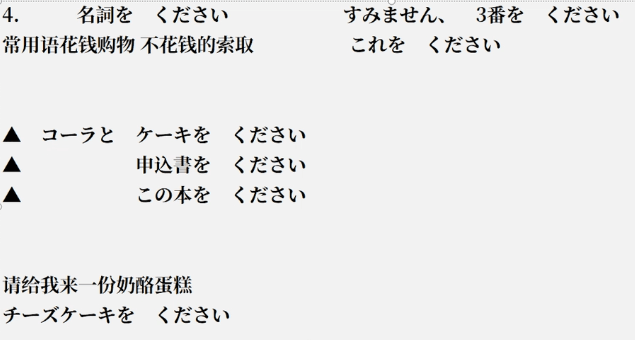 4.　　　名詞を　ください　　　　　　すみません、　3番を　ください
常用语花钱购物 不花钱的索取　　　　　これを　ください
▲　コーラと　ケーキを　ください
▲　　　　　　申込書を　ください
▲　　　　　　この本を　ください
请给我来一份奶酪蛋糕
チーズケーキを　ください